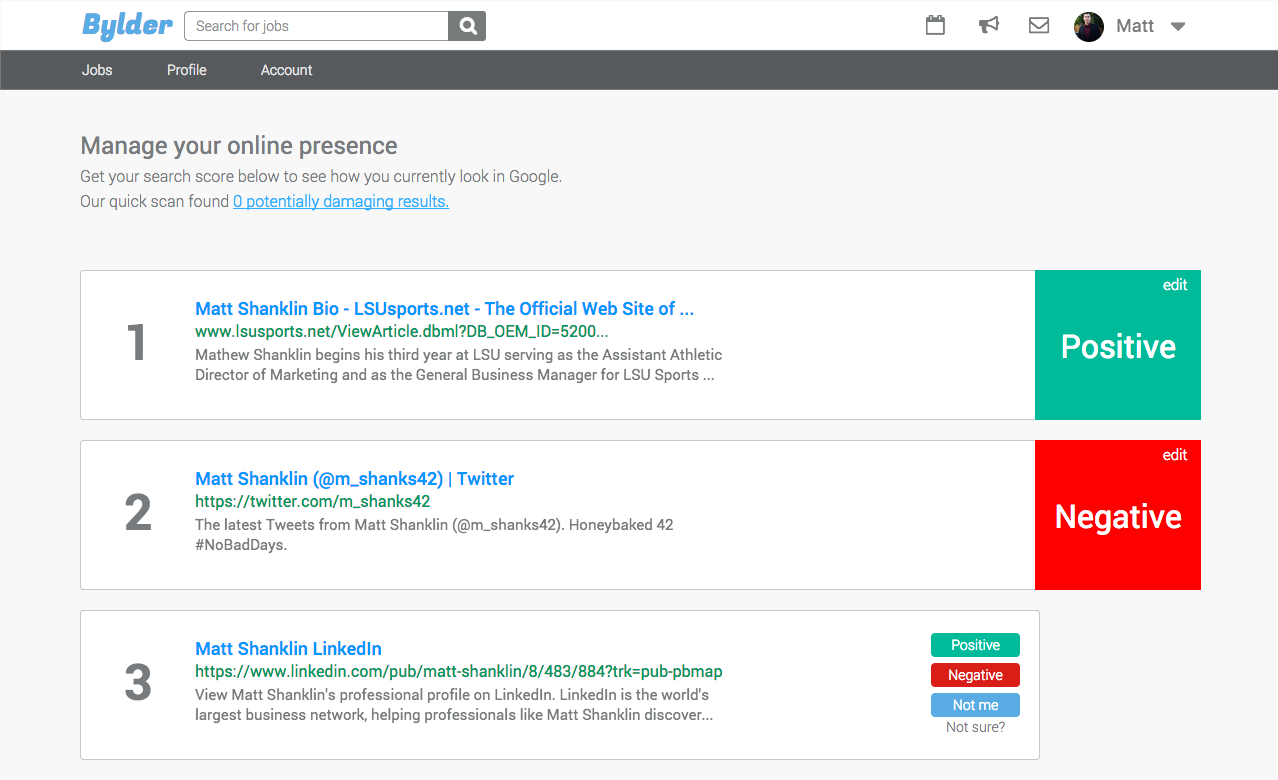 Bylder
Search for jobs
Matt
Jobs
Profile
Account
Manage your online presence
Get your search score below to see how you currently look in Google.
Our quick scan found 0 potentially damaging results.
1
Matt Shanklin Bio - LSUsports.net - The Official Web Site of ...
www.lsusports.net/ViewArticle.dbml?DB_OEM_ID=5200...
Mathew Shanklin begins his third year at LSU serving as the Assistant Athletic
Director of Marketing and as the General Business Manager for LSU Sports ...
edit
Positive
2
Matt Shanklin (@m_shanks42) | Twitter
https://twitter.com/m_shanks42
The latest Tweets from Matt Shanklin (@m_shanks42). Honeybaked 42
#NoBadDays.
edit
Negative
3
Matt Shanklin LinkedIn
https://www.linkedin.com/pub/matt-shanklin/8/483/884?trk=pub-pbmap
View Matt Shanklin's professional profile on LinkedIn. LinkedIn is the world's
largest business network, helping professionals like Matt Shanklin discover...
Positive
Negative
Not me
Not sure?